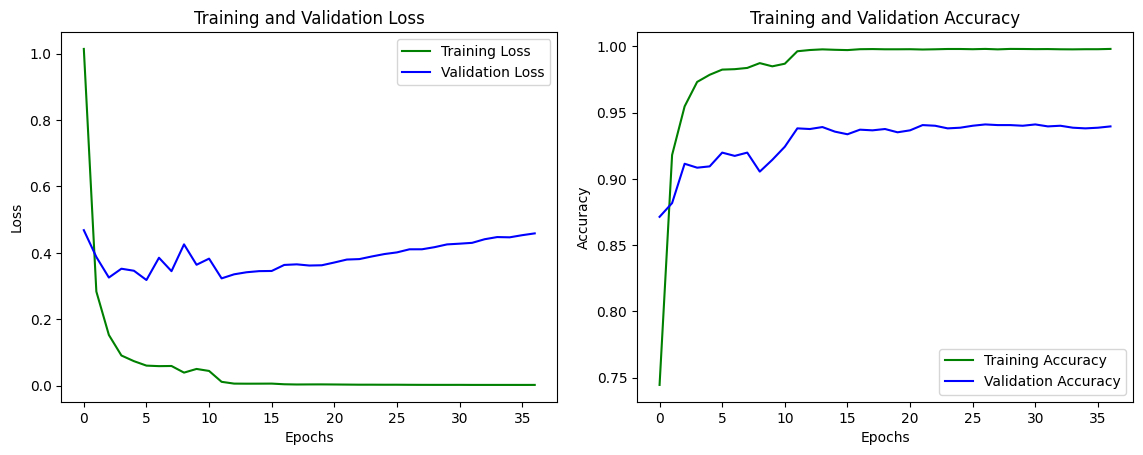 Training and Validation Loss
1.0
0.8
0.6
0.4
0.2
0.0
Loss
Training Loss
Validation Loss
0 5 10 15 20 25 30 35
Epochs
Training and Validation Accuracy
1.00
0.95
0.90
0.85
0.80
0.75
Accuracy
Training Accuracy
Validation Accuracy
0 5 10 15 20 25 30 35
Epochs